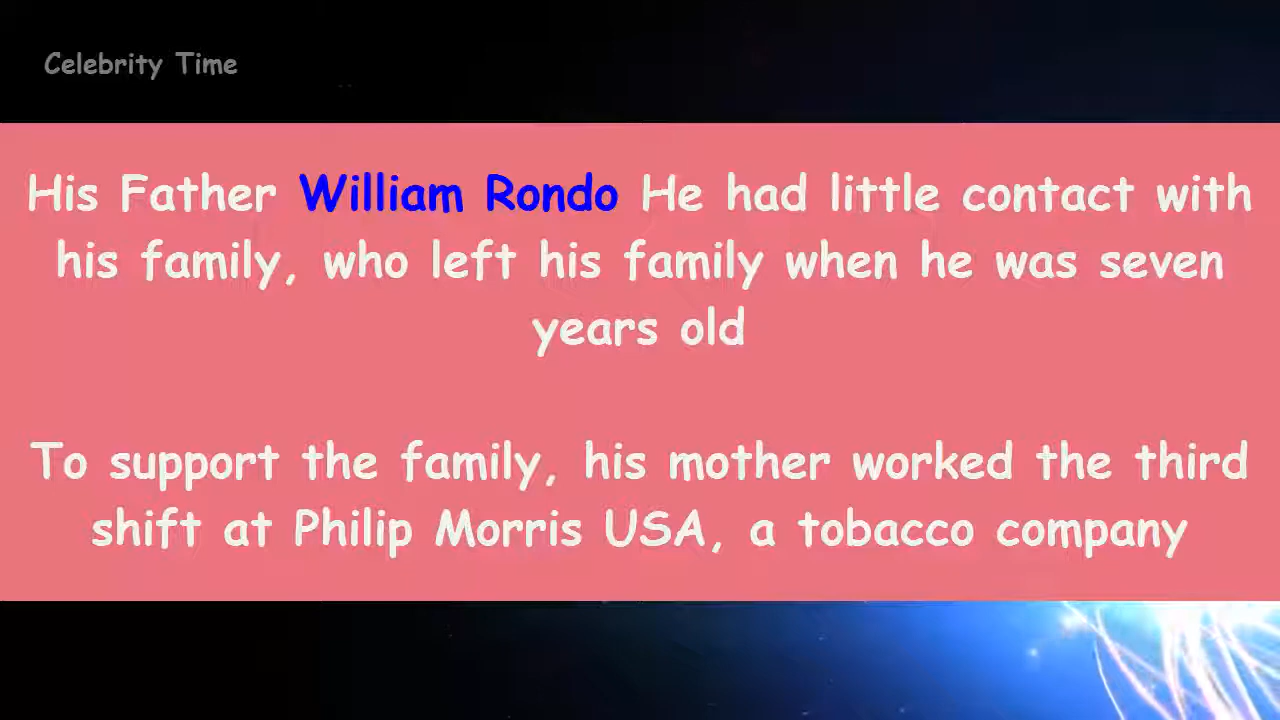 Celebrity Time
His Father William Rondo He had little contact with
his family, who left his family when he was seven
years old
To support the family, his mother worked the third
shift at Philip Morris USA, a tobacco company